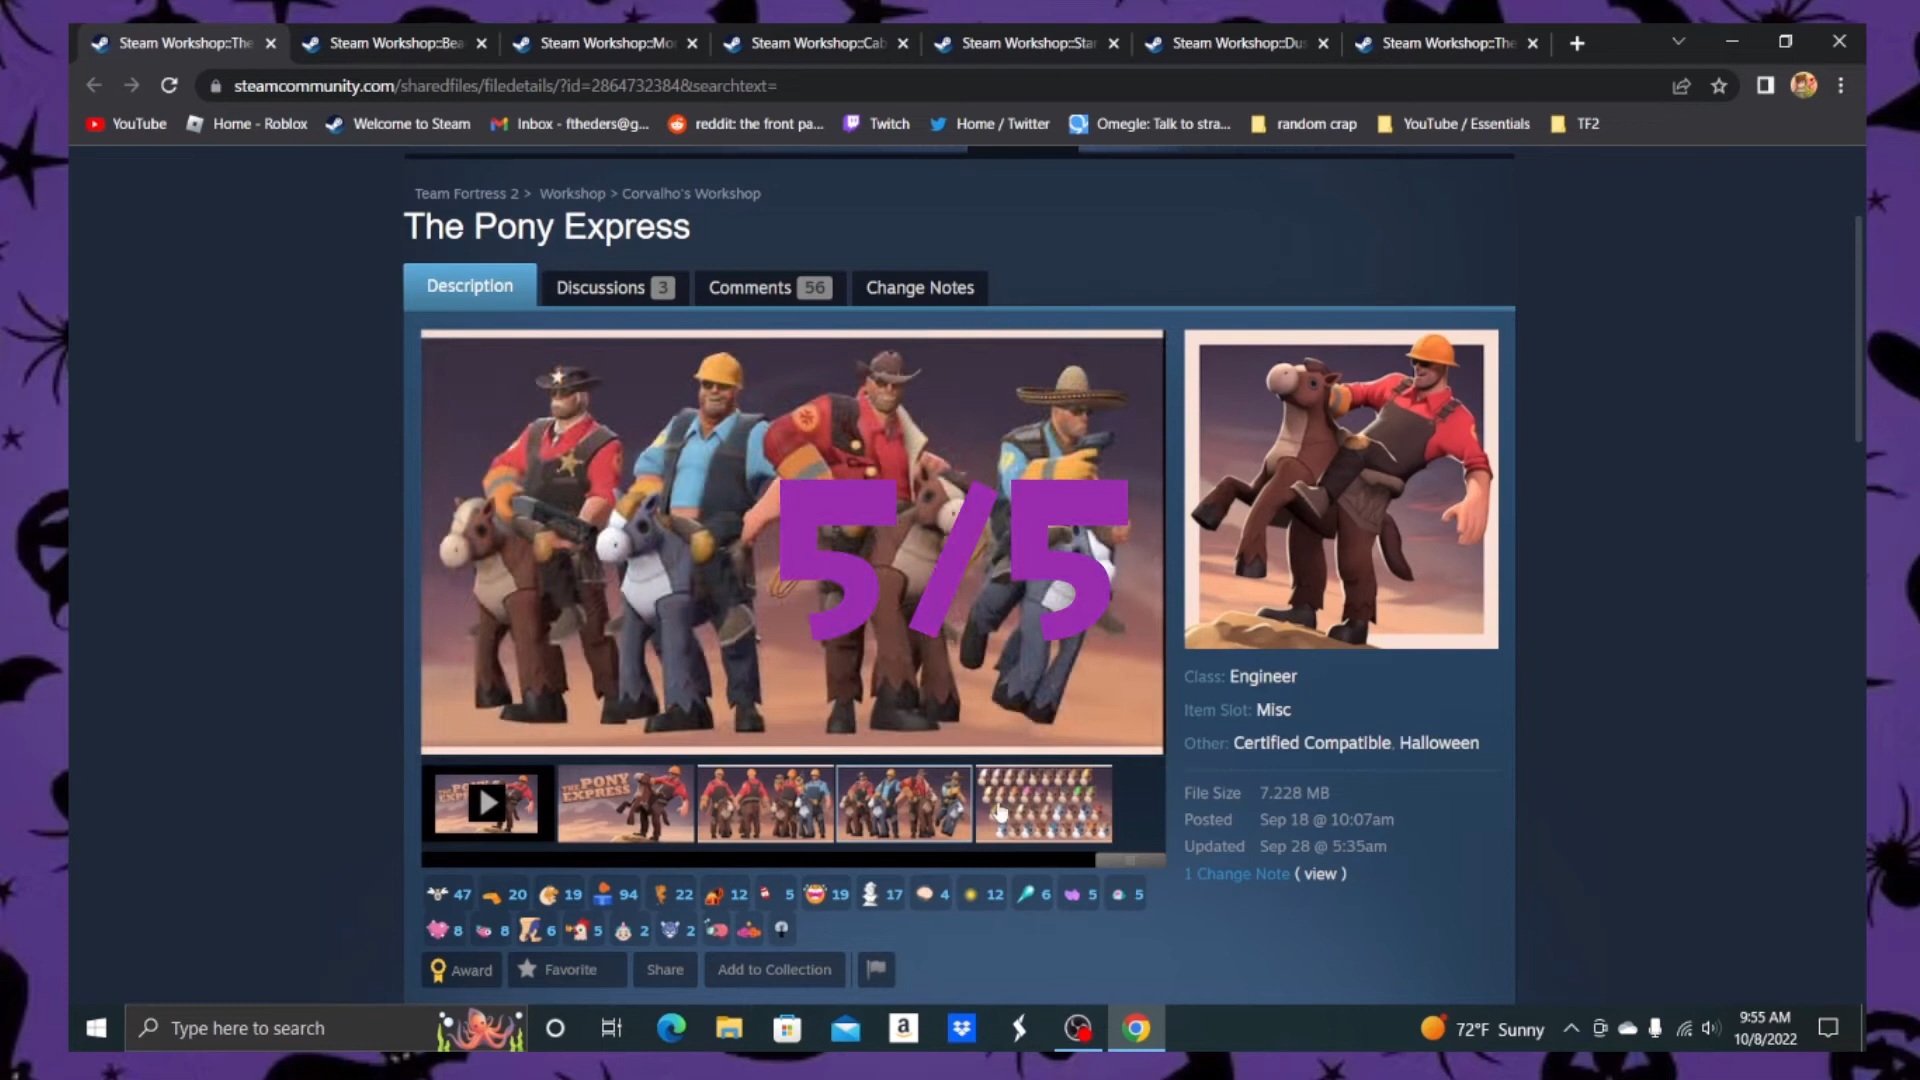 Steam Workshop::The
Steam Workshop::Bea
Steam Workshop::Mo
Steam Workshop::Cab
Steam Workshop::Star
Steam Workshop::Dus
Steam Workshop::The
steamcommunity.com/sharedfiles/filedetails/?id=2864732384&searchtext=
YouTube
Home - Roblox
Welcome to Steam
Inbox - ftheders@g...
reddit: the front pa...
Twitch
Home / Twitter
Omegle: Talk to stra...
random crap
YouTube / Essentials
TF2
Team Fortress 2 > Workshop > Corvalho's Workshop
The Pony Express
Description
Discussions 3
Comments 56
Change Notes
5/5
THE PONY EXPRESS
Class: Engineer
Item Slot: Misc
Other: Certified Compatible, Halloween
File Size 7.228 MB
Posted Sep 18 @ 10:07am
Updated Sep 28 @ 5:35am
1 Change Note ( view )
47 20 19 94 22 12 5 19 17 4 12 6 5 5
8 8 6 5 2 2
Award
Favorite
Share
Add to Collection
Type here to search
72°F Sunny
9:55 AM
10/8/2022